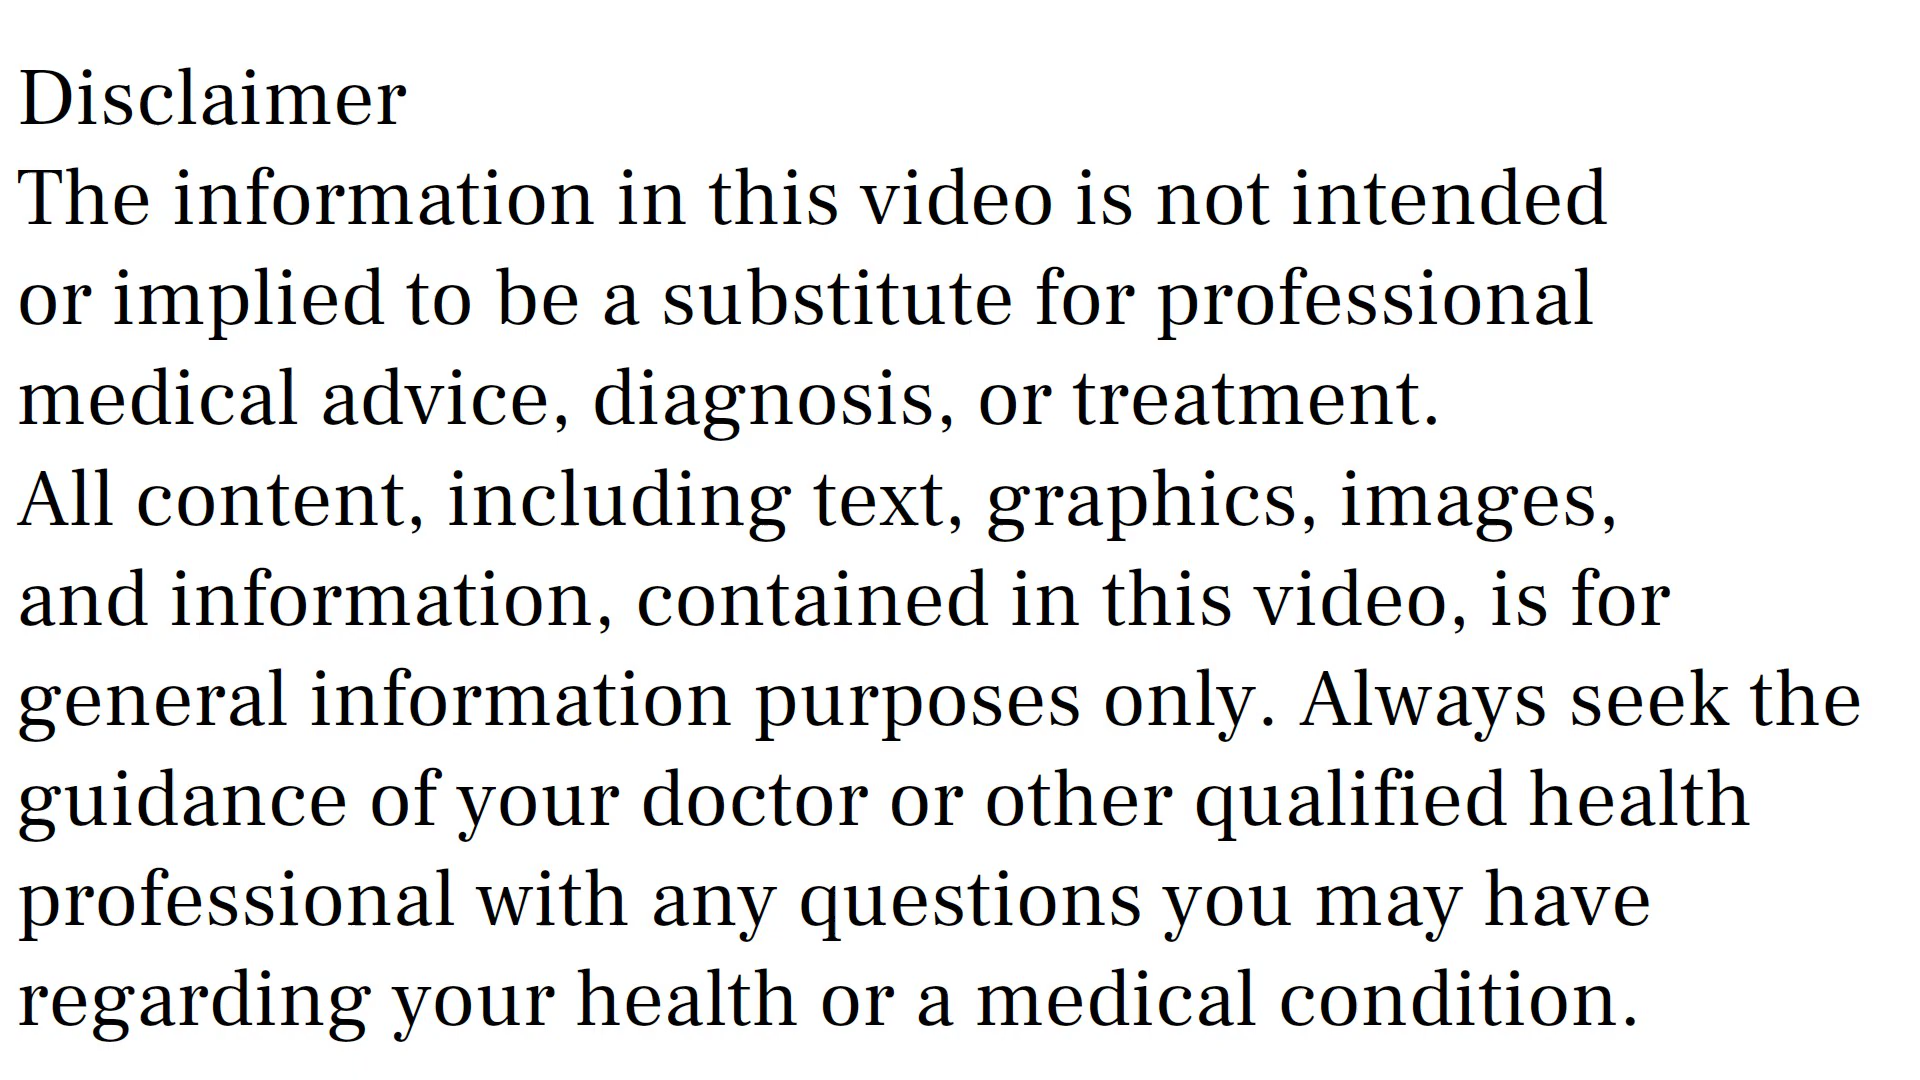 Disclaimer
The information in this video is not intended
or implied to be a substitute for professional
medical advice, diagnosis, or treatment.
All content, including text, graphics, images,
and information, contained in this video, is for
general information purposes only. Always seek the
guidance of your doctor or other qualified health
professional with any questions you may have
regarding your health or a medical condition.